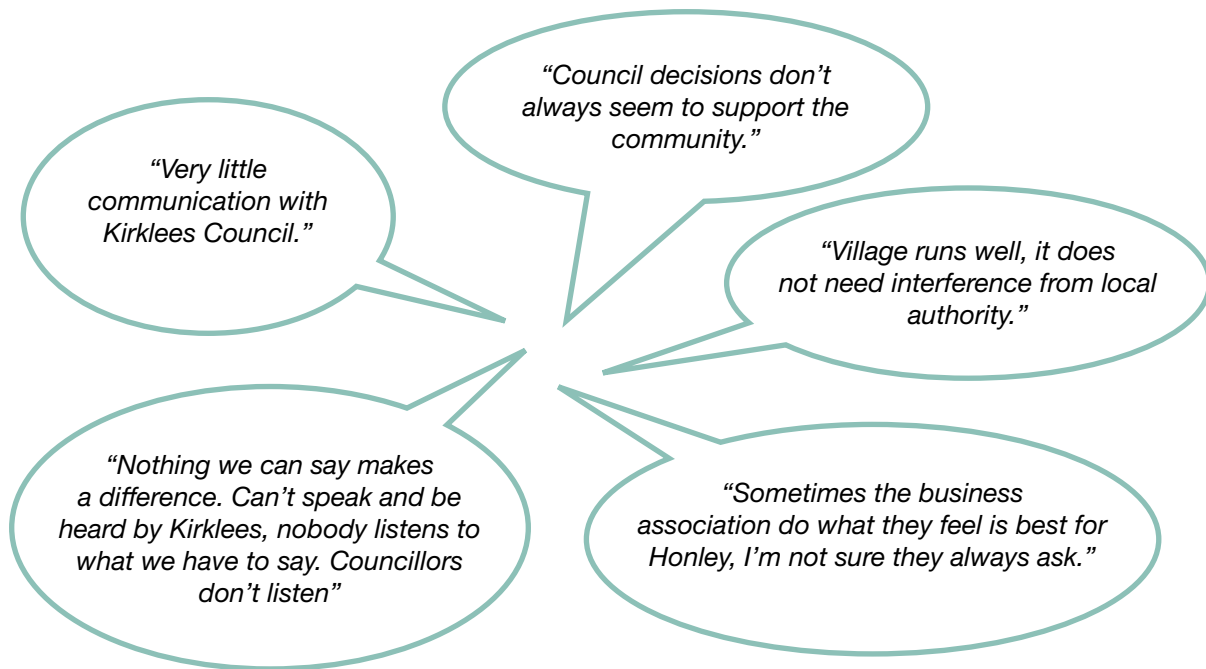 “Council decisions don’t
always seem to support the
community.”
“Very little
communication with
Kirklees Council.”
“Village runs well, it does
not need interference from local
authority.”
“Nothing we can say makes
a difference. Can’t speak and be
heard by Kirklees, nobody listens to
what we have to say. Councillors
don’t listen”
“Sometimes the business
association do what they feel is best for
Honley, I’m not sure they always ask.”